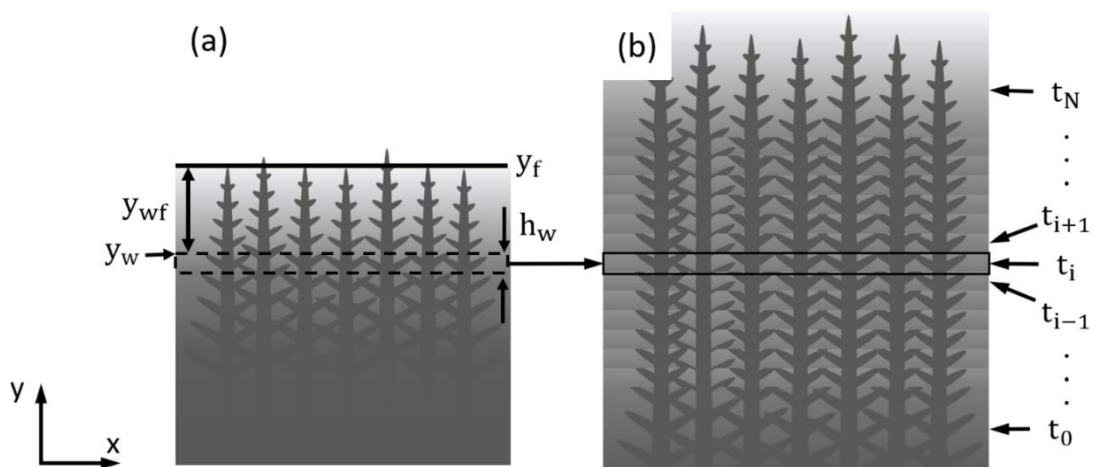 (a)
(b)
y_f
y_wf
h_w
y_w
y
x
t_N
.
.
.
t_{i+1}
t_i
t_{i−1}
.
.
.
t_0